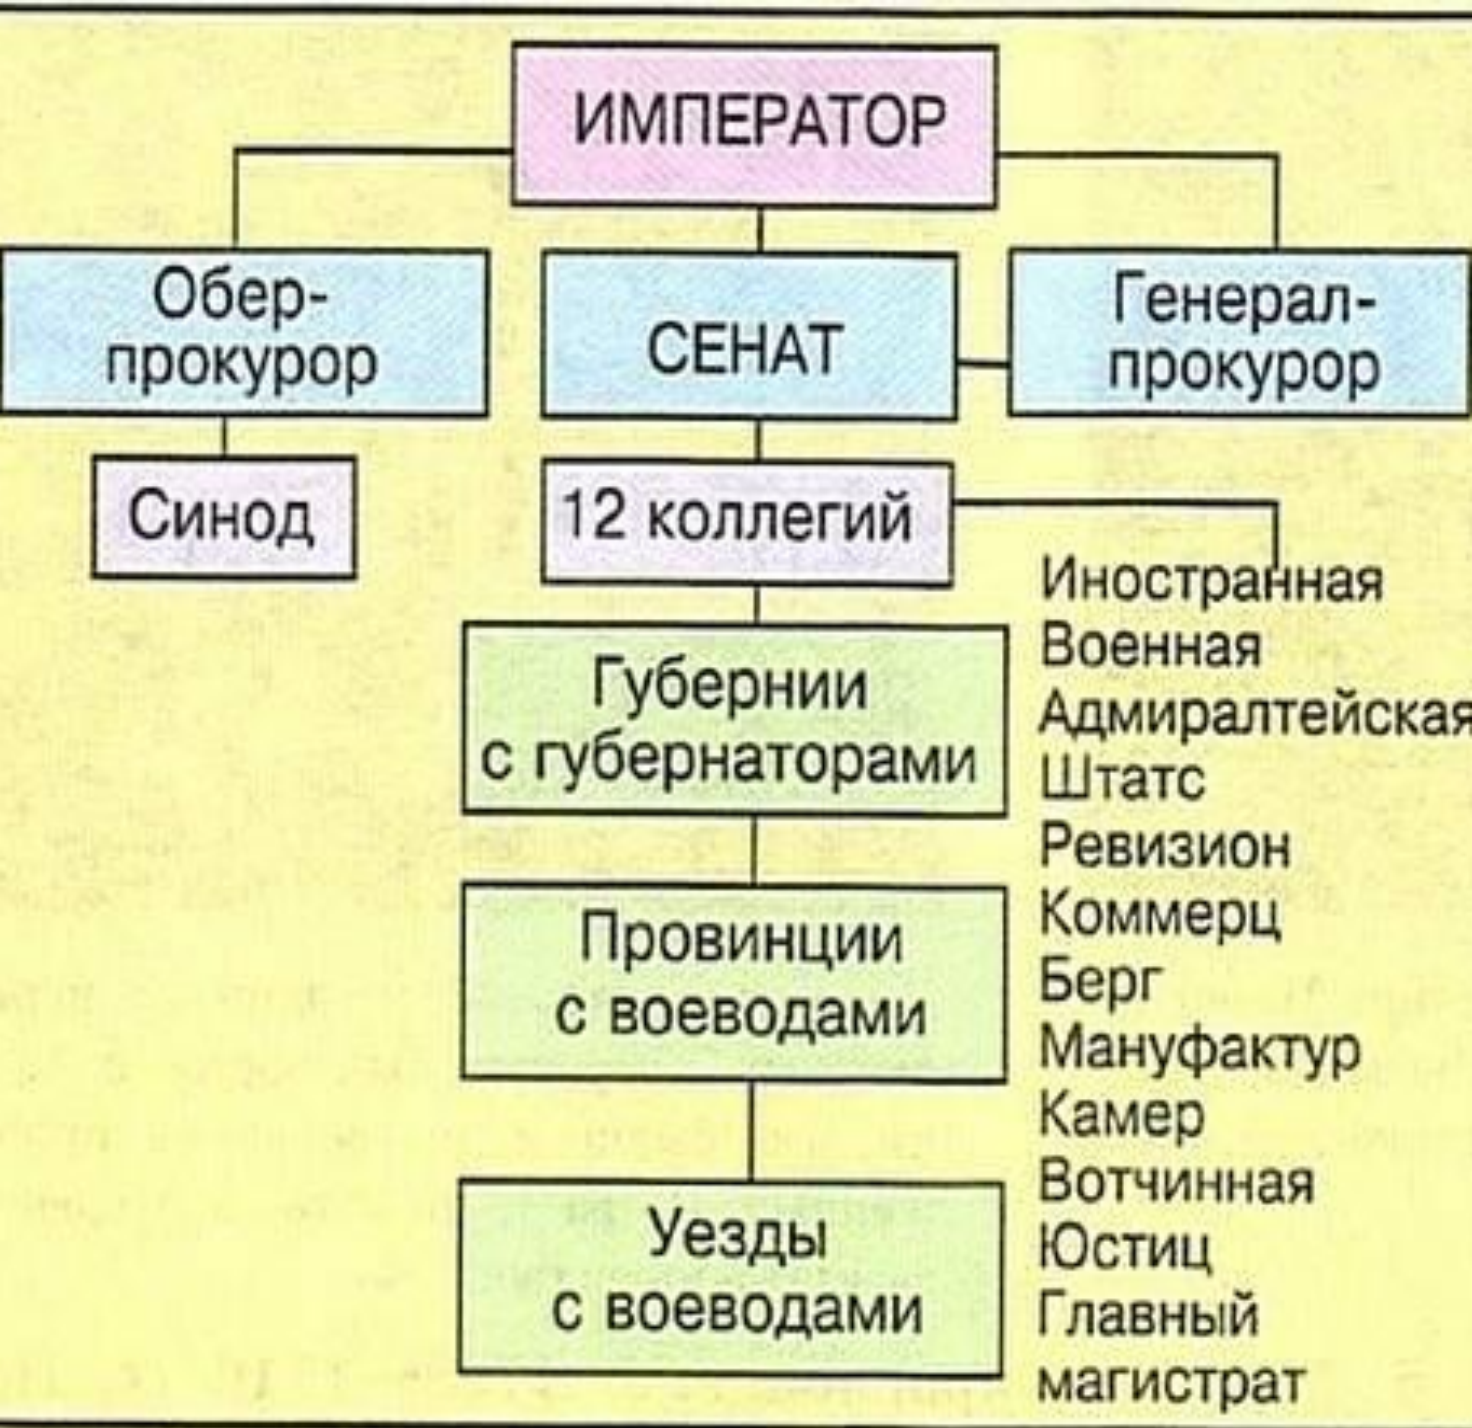 ИМПЕРАТОР
Обер-
прокурор
СЕНАТ
Генерал-
прокурор
Синод
12 коллегий
Иностранная
Военная
Адмиралтейская
Штатс
Ревизион
Коммерц
Берг
Мануфактур
Камер
Вотчинная
Юстиц
Главный
магистрат
Губернии
с губернаторами
Провинции
с воеводами
Уезды
с воеводами